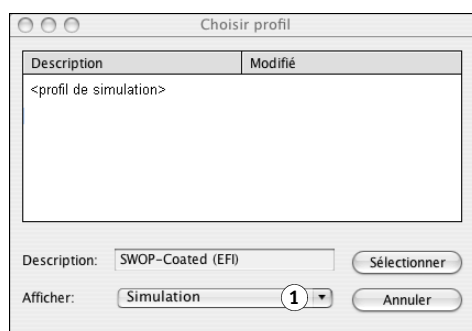 Choisir profil
Description Modifié
<profil de simulation>
Description: SWOP-Coated (EFI) Sélectionner
Afficher: Simulation 1 Annuler